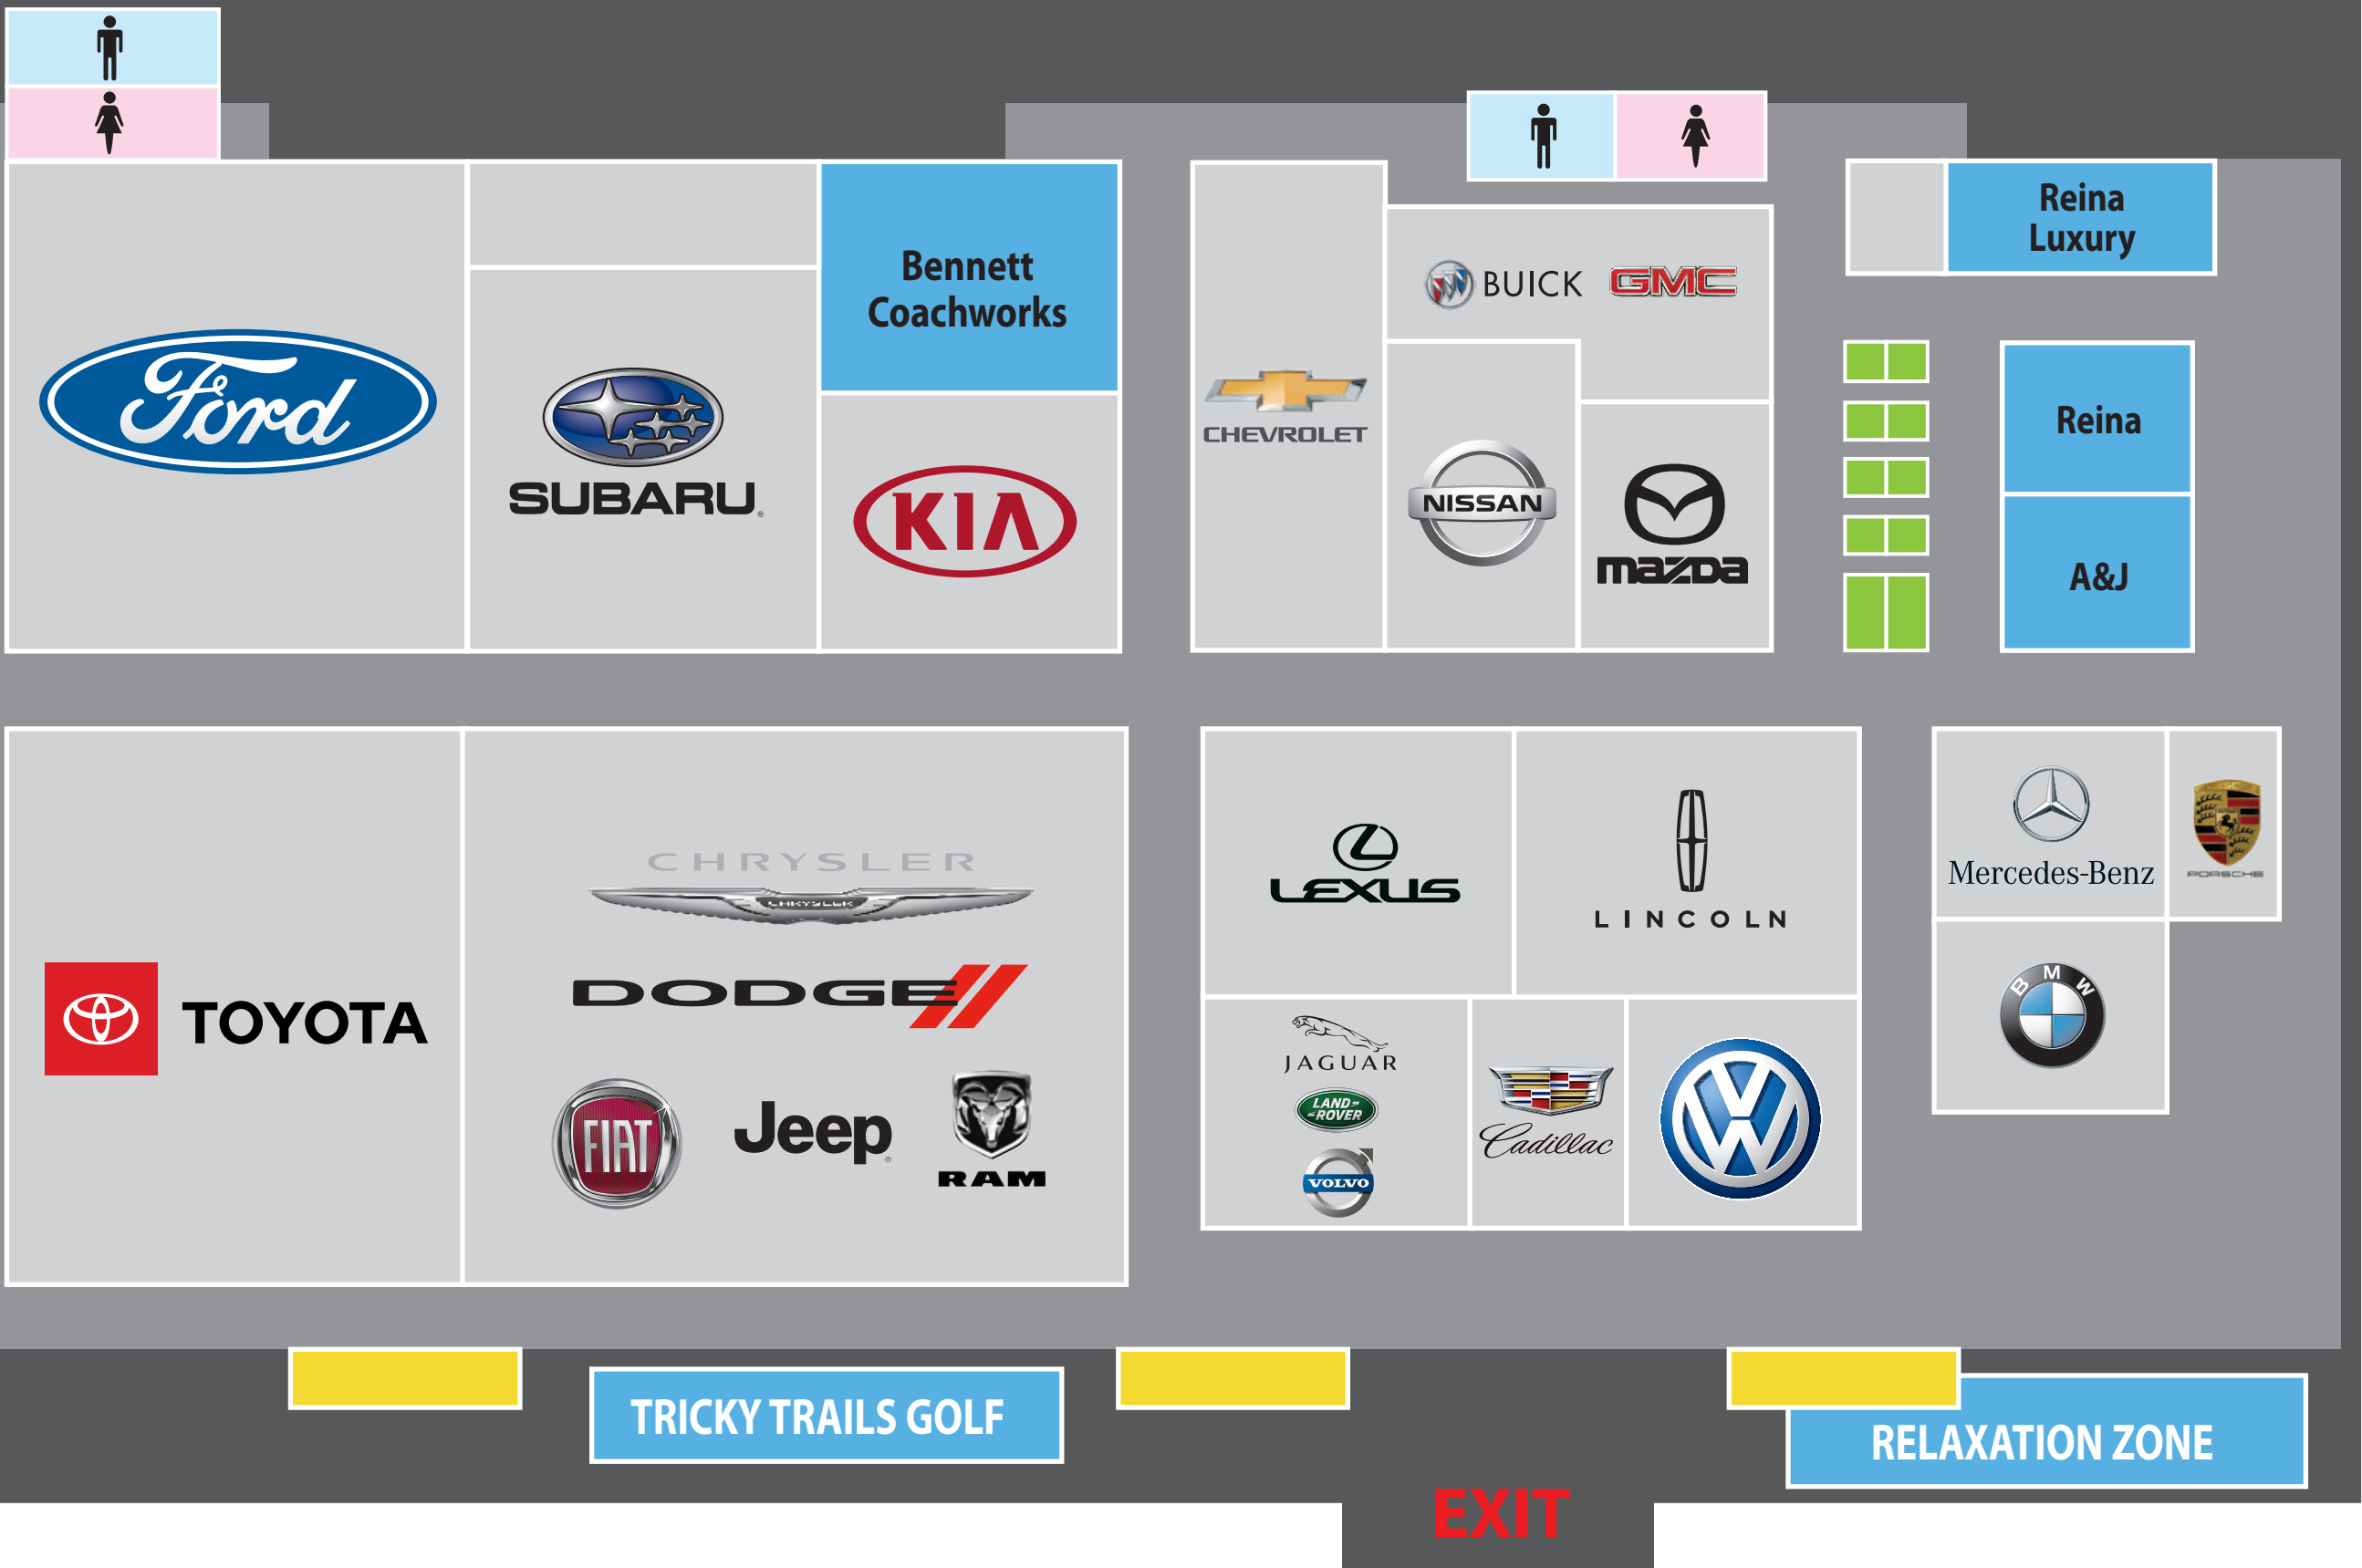 Reina
Luxury
Bennett
Coachworks
BUICK GMC
Ford
CHEVROLET
Reina
SUBARU
KIA
NISSAN
mazda
A&J
CHRYSLER
CHRYSLER
LEXUS
LINCOLN
Mercedes-Benz
PORSCHE
DODGE
TOYOTA
BMW
JAGUAR
LAND-
-ROVER
Cadillac
VOLVO
FIAT
Jeep
RAM
TRICKY TRAILS GOLF
RELAXATION ZONE
EXIT